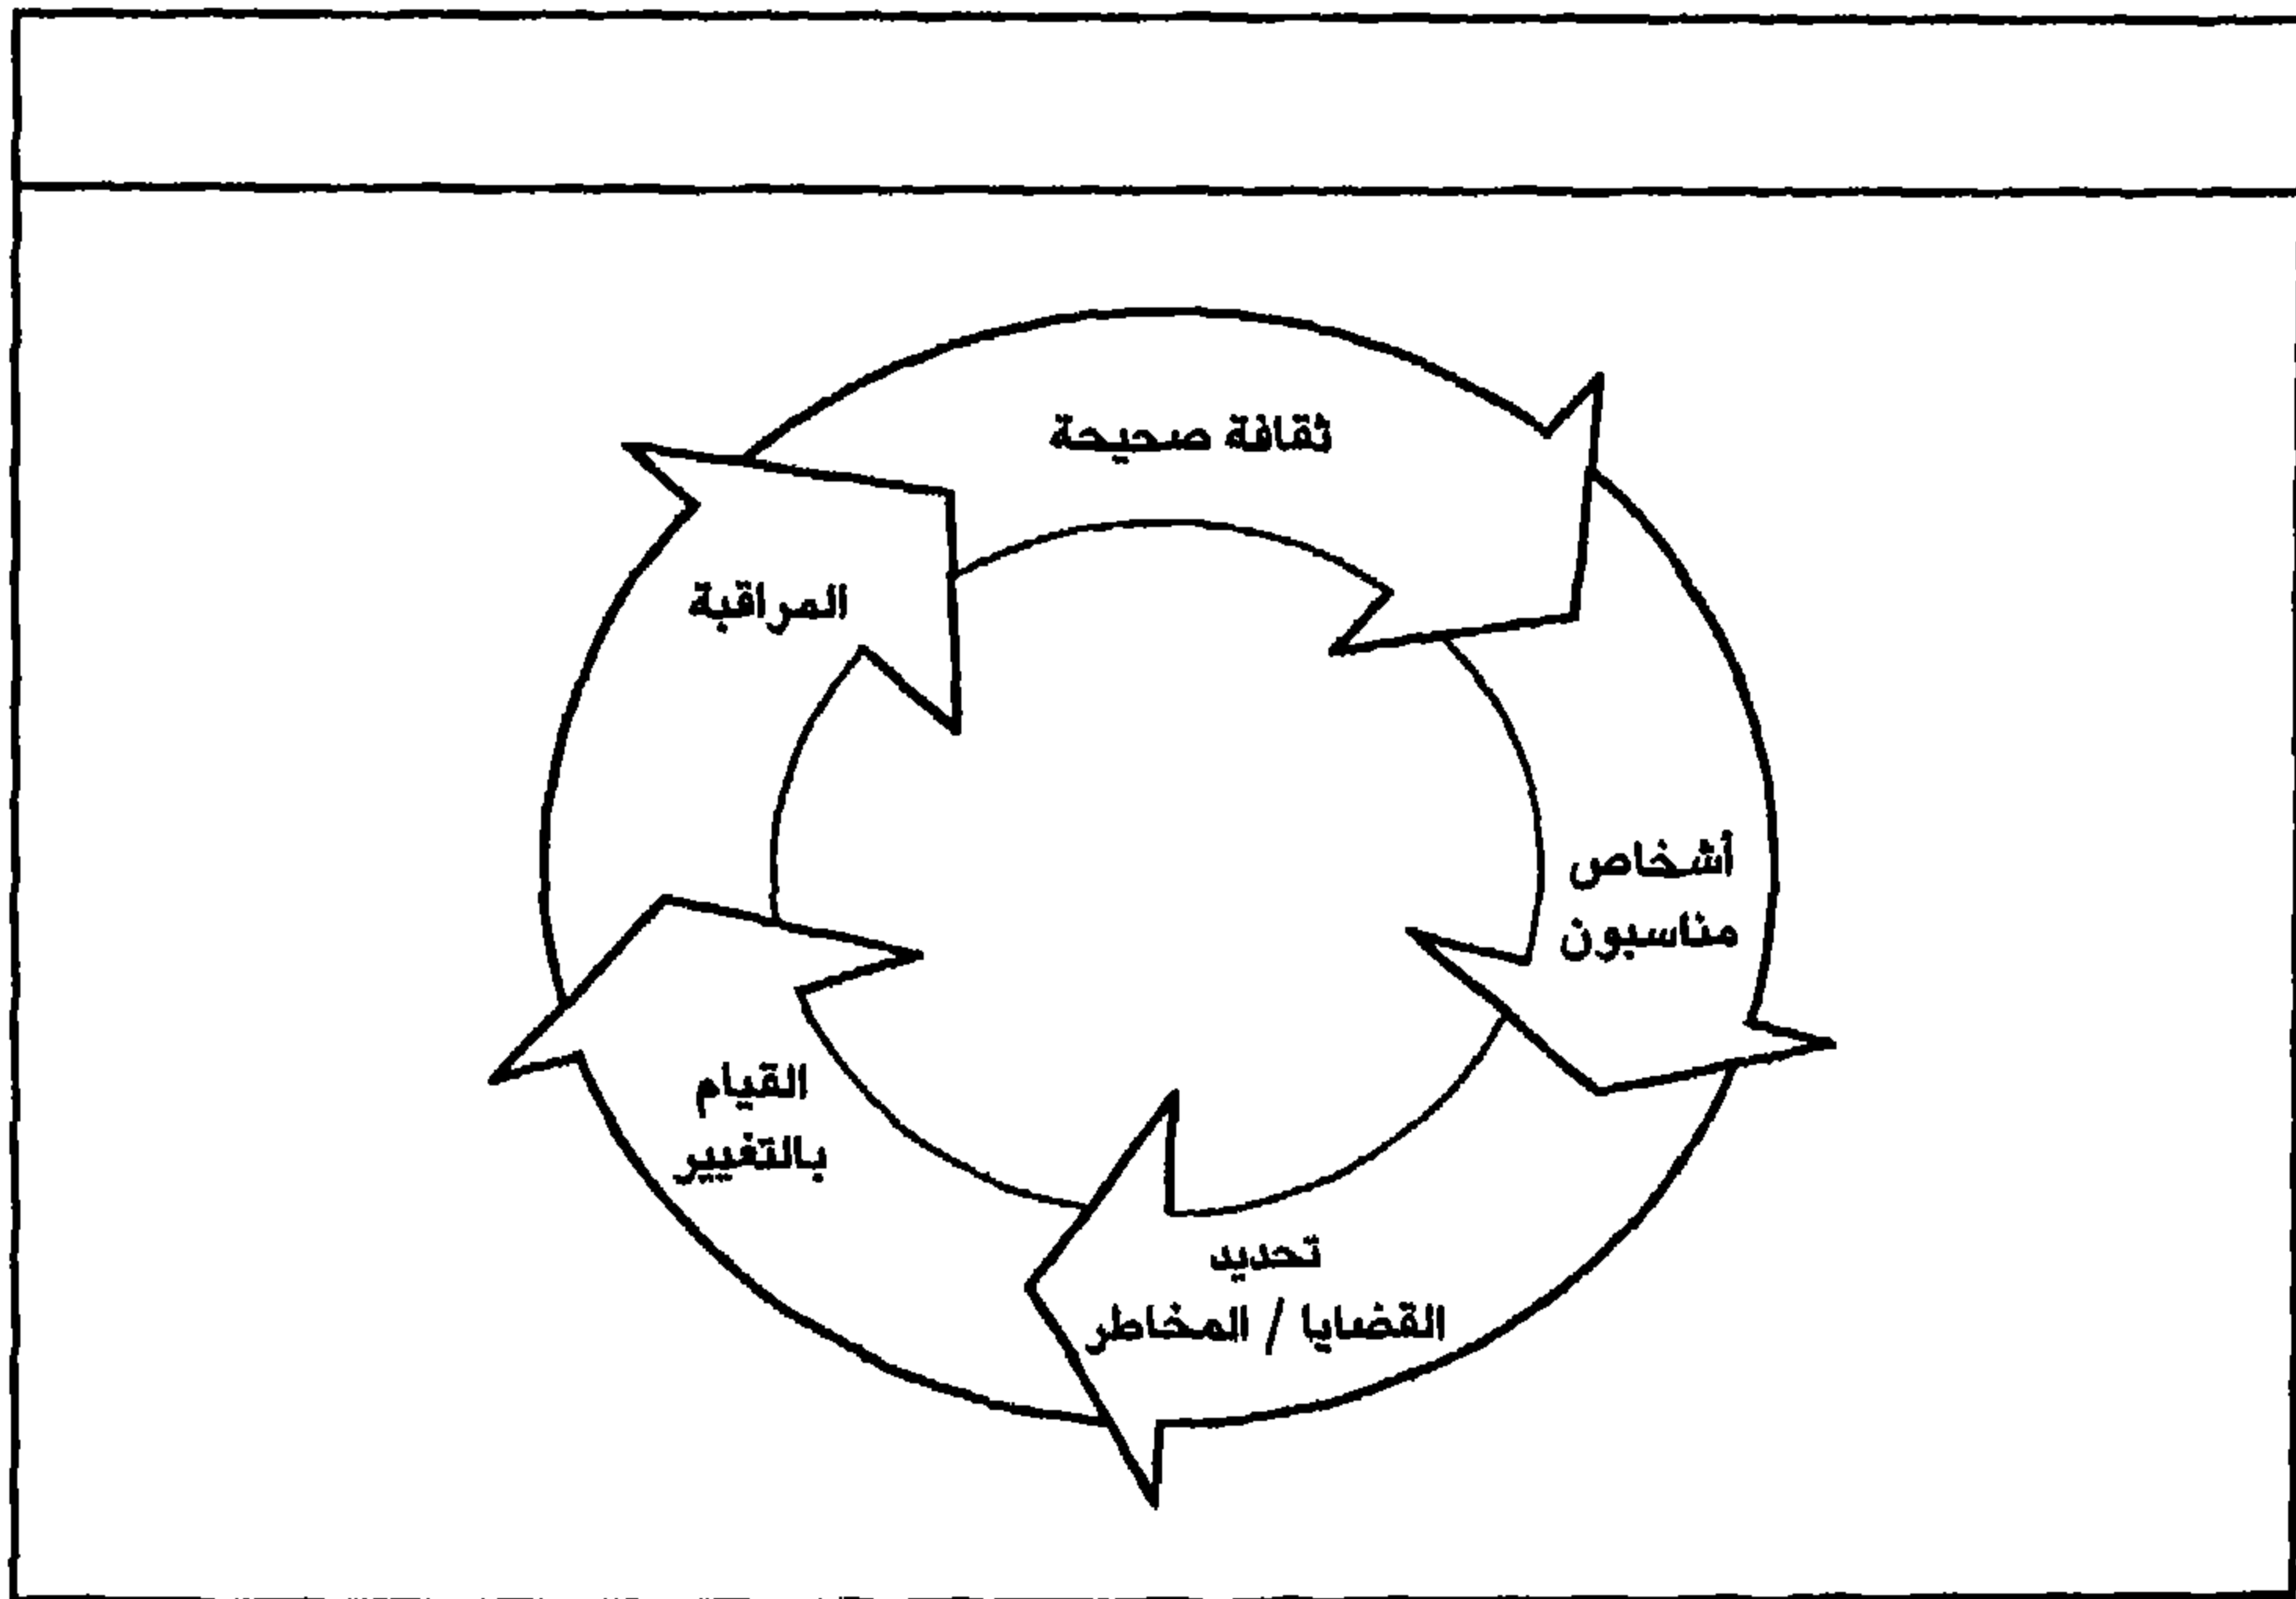 ثقافة صحيحة
المراقبة
أشخاص
مناسبون
القيام
بالتغيير
تحديد
القضايا / المخاطر